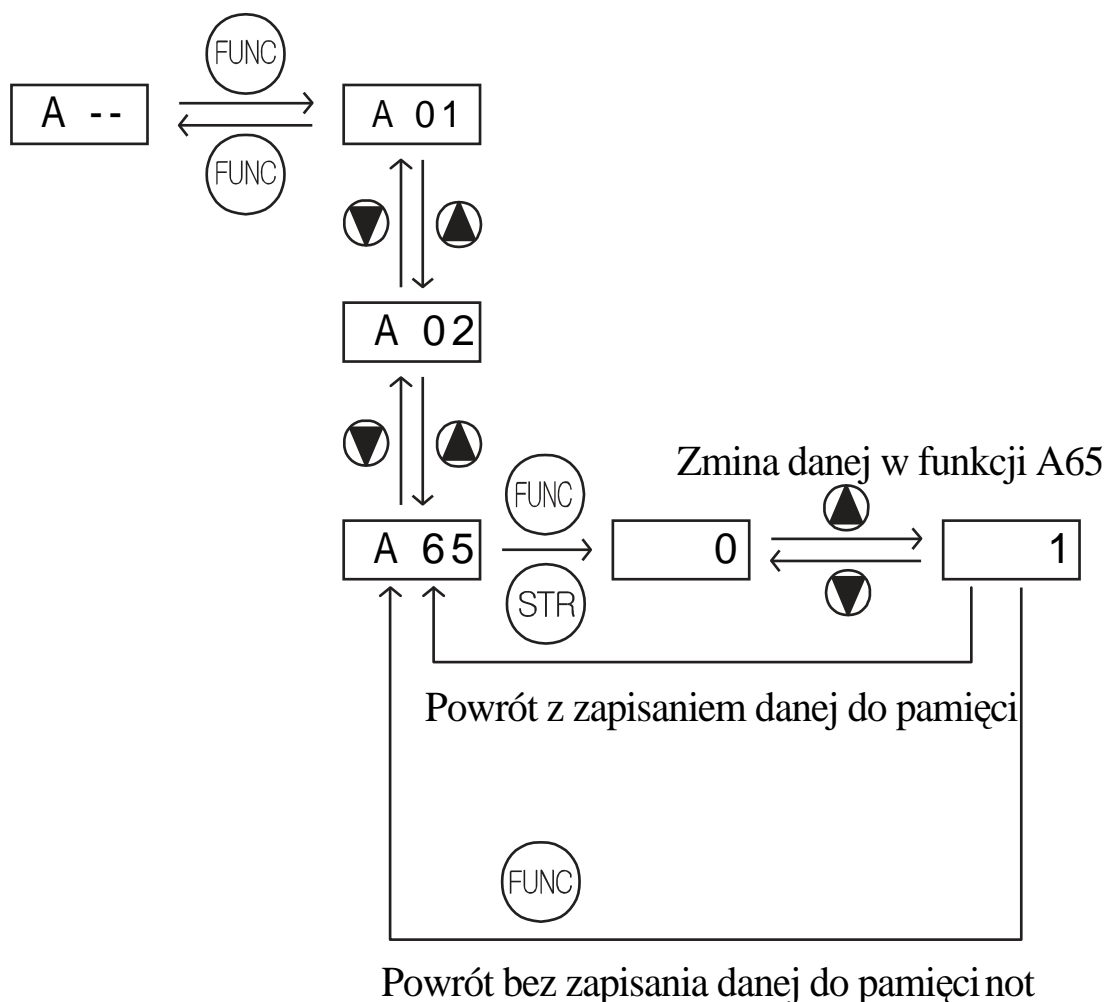 FUNC
A -- A 01
FUNC
A 02
Zmina danej w funkcji A65
FUNC
A 65 0 1
STR
Powrót z zapisaniem danej do pamięci
FUNC
Powrót bez zapisania danej do pamięci not